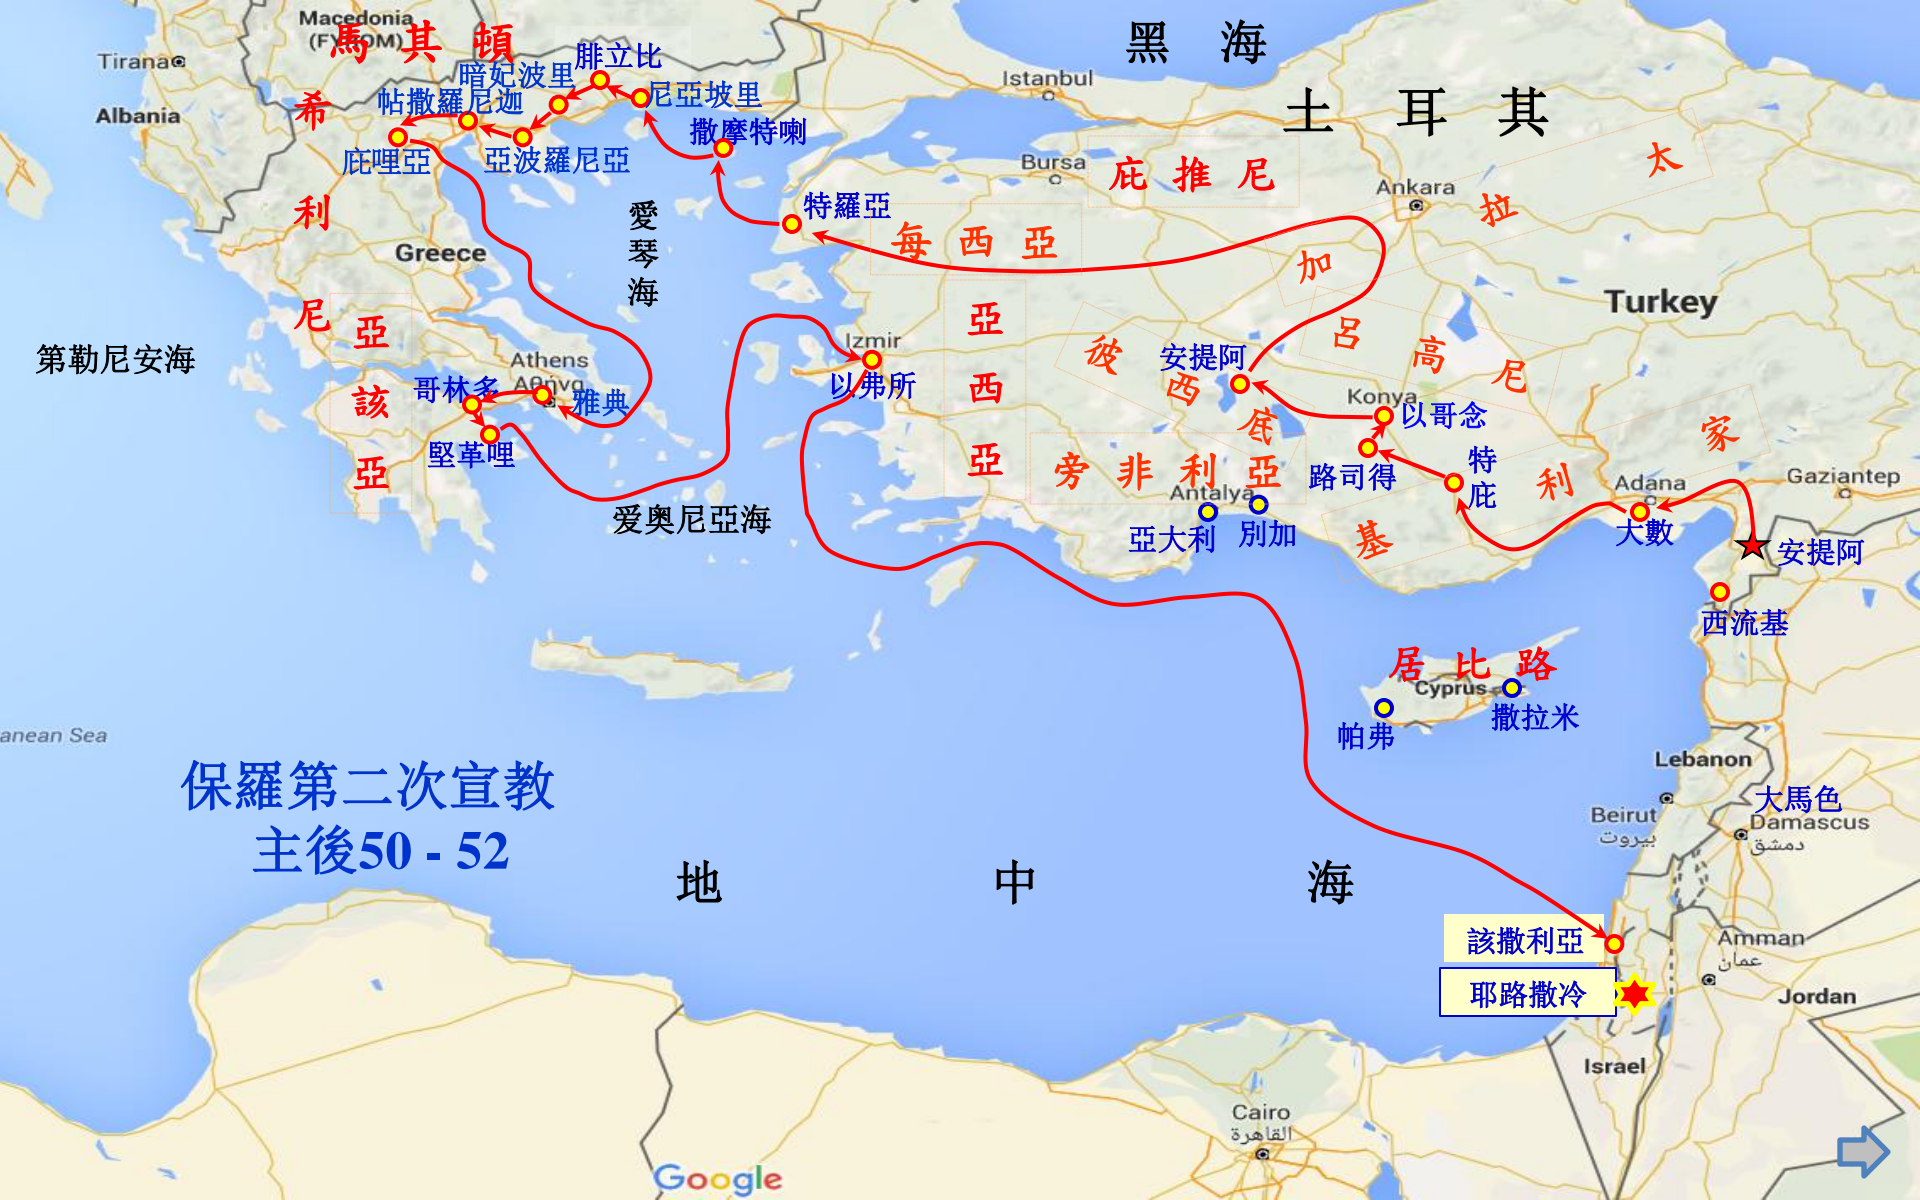 Macedonia
(FYROM)
馬其頓
黑海
Tirana
腓立比
暗妃波里
Istanbul
帖撒羅尼迦
尼亞坡里
土耳其
Albania
希
撒摩特喇
庇哩亞
亞波羅尼亞
Bursa
庇推尼
太
Ankara
拉
利
愛琴海
特羅亞
每西亞
Greece
加
Turkey
尼
亞該亞
亞西亞
呂高尼
彼西底
第勒尼安海
Izmir
安提阿
Athens
Αθήνα
以弗所
哥林多
雅典
Konya
以哥念
家
堅革哩
旁非利亞
路司得
特庇
利
Adana
Gaziantep
Antalya
爱奥尼亞海
亞大利
別加
基
大數
安提阿
西流基
居比路
Cyprus
撒拉米
帕弗
anean Sea
Lebanon
保羅第二次宣教
主後50 - 52
大馬色
Beirut
بيروت
Damascus
دمشق
地中海
該撒利亞
Amman
عمان
耶路撒冷
Jordan
Israel
Cairo
القاهرة
Google